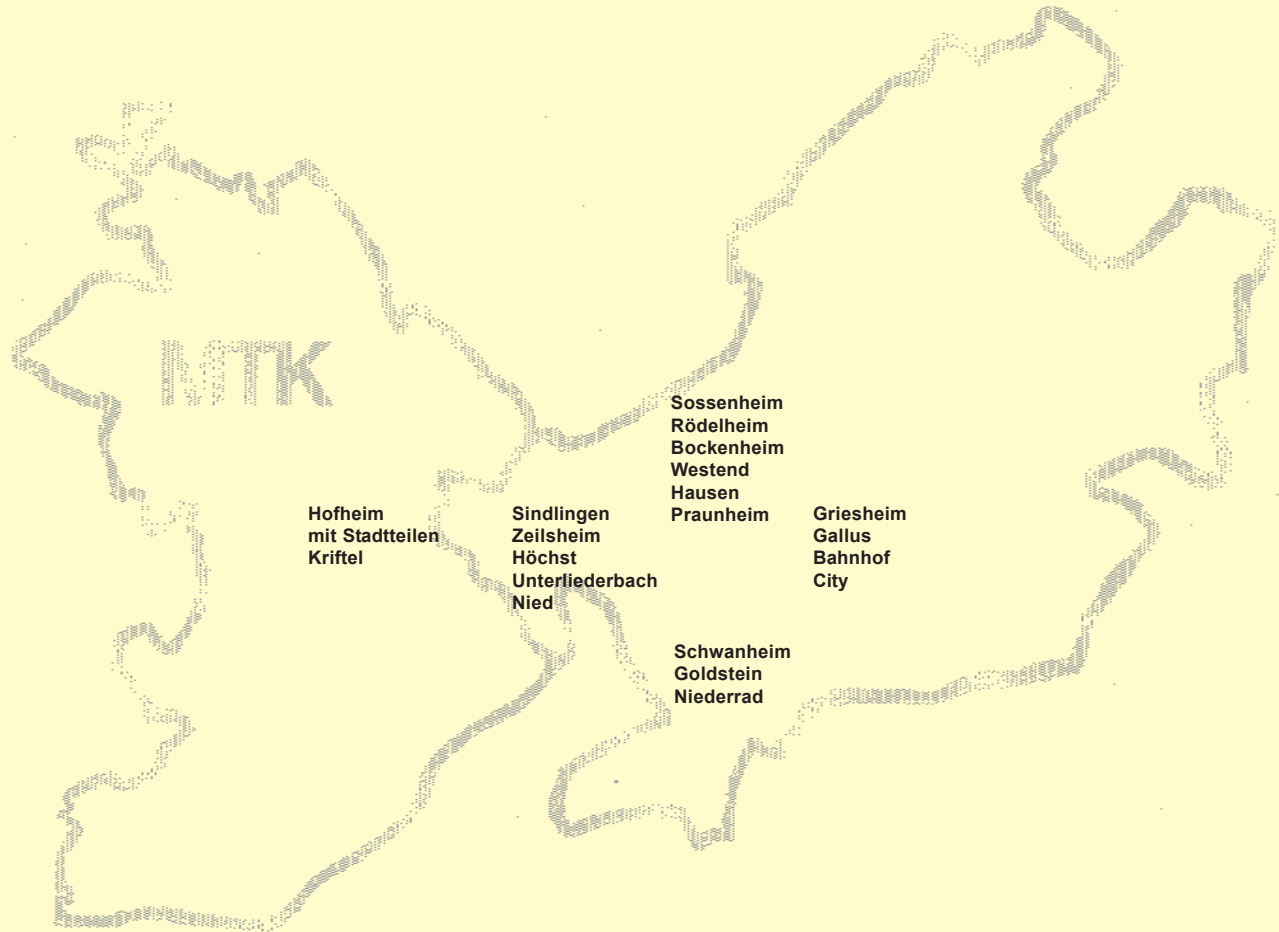 MTK
Sossenheim
Rödelheim
Bockenheim
Westend
Hausen
Praunheim
Hofheim
mit Stadtteilen
Kriftel
Sindlingen
Zeilsheim
Höchst
Unterliederbach
Nied
Griesheim
Gallus
Bahnhof
City
Schwanheim
Goldstein
Niederrad